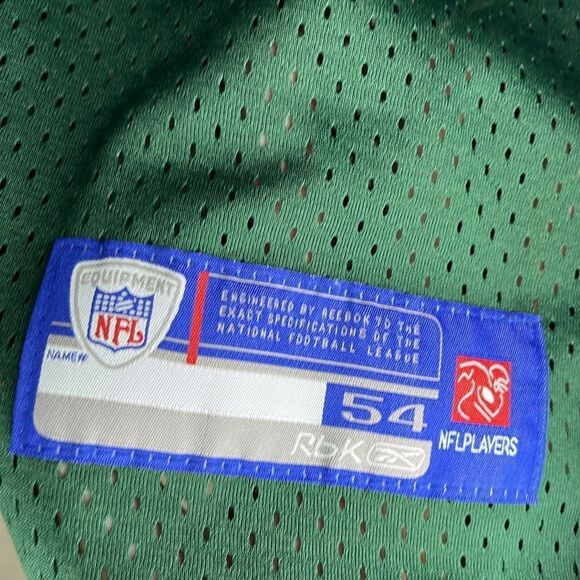 EQUIPMENT
NFL
NAME/#
ENGINEERED BY REEBOK TO THE
EXACT SPECIFICATIONS OF THE
NATIONAL FOOTBALL LEAGUE
54
RbK
NFLPLAYERS